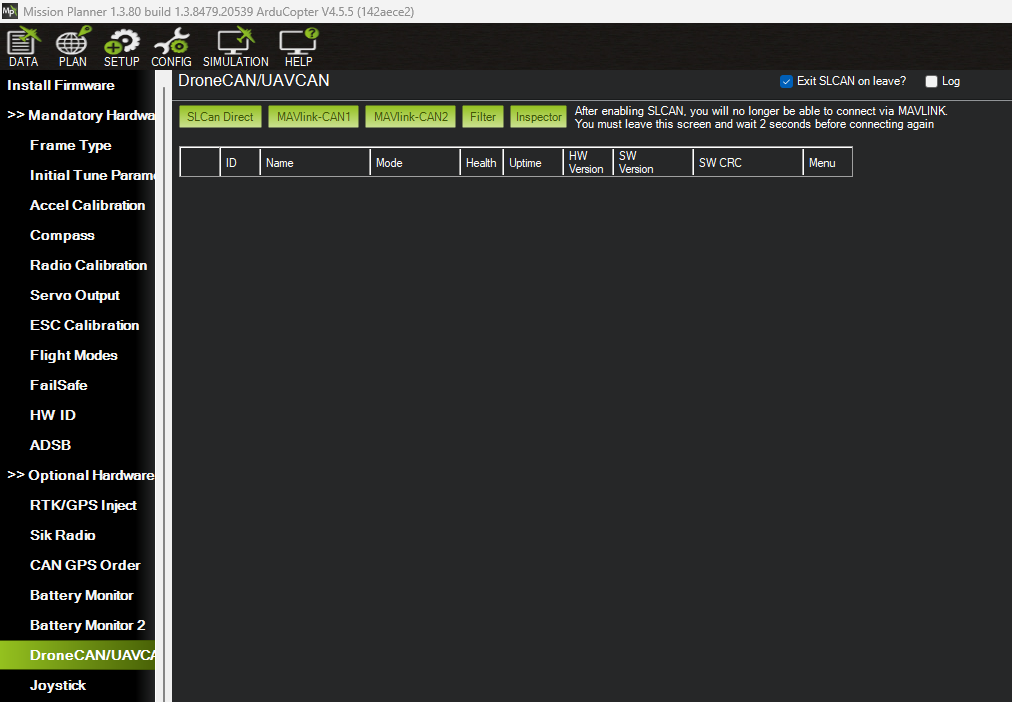 Mp Mission Planner 1.3.80 build 1.3.8479.20539 ArduCopter V4.5.5 (142aece2)
DATA PLAN SETUP CONFIG SIMULATION HELP
Install Firmware
>> Mandatory Hardwa
Frame Type
Initial Tune Parame
Accel Calibration
Compass
Radio Calibration
Servo Output
ESC Calibration
Flight Modes
FailSafe
HW ID
ADSB
>> Optional Hardware
RTK/GPS Inject
Sik Radio
CAN GPS Order
Battery Monitor
Battery Monitor 2
DroneCAN/UAVCA
Joystick
DroneCAN/UAVCAN
Exit SLCAN on leave? Log
SLCan Direct MAVlink-CAN1 MAVlink-CAN2 Filter Inspector
After enabling SLCAN, you will no longer be able to connect via MAVLINK.
You must leave this screen and wait 2 seconds before connecting again
ID Name Mode Health Uptime HW Version SW Version SW CRC Menu